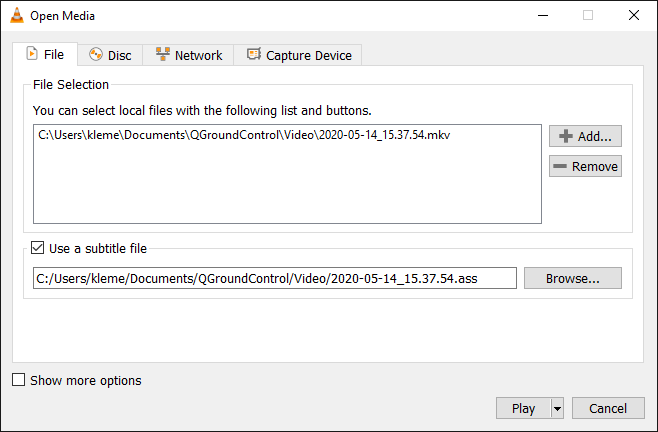 Open Media
File Disc Network Capture Device
File Selection
You can select local files with the following list and buttons.
C:\Users\kleme\Documents\QGroundControl\Video\2020-05-14_15.37.54.mkv
Add...
Remove
Use a subtitle file
C:/Users/kleme/Documents/QGroundControl/Video/2020-05-14_15.37.54.ass
Browse...
Show more options
Play Cancel